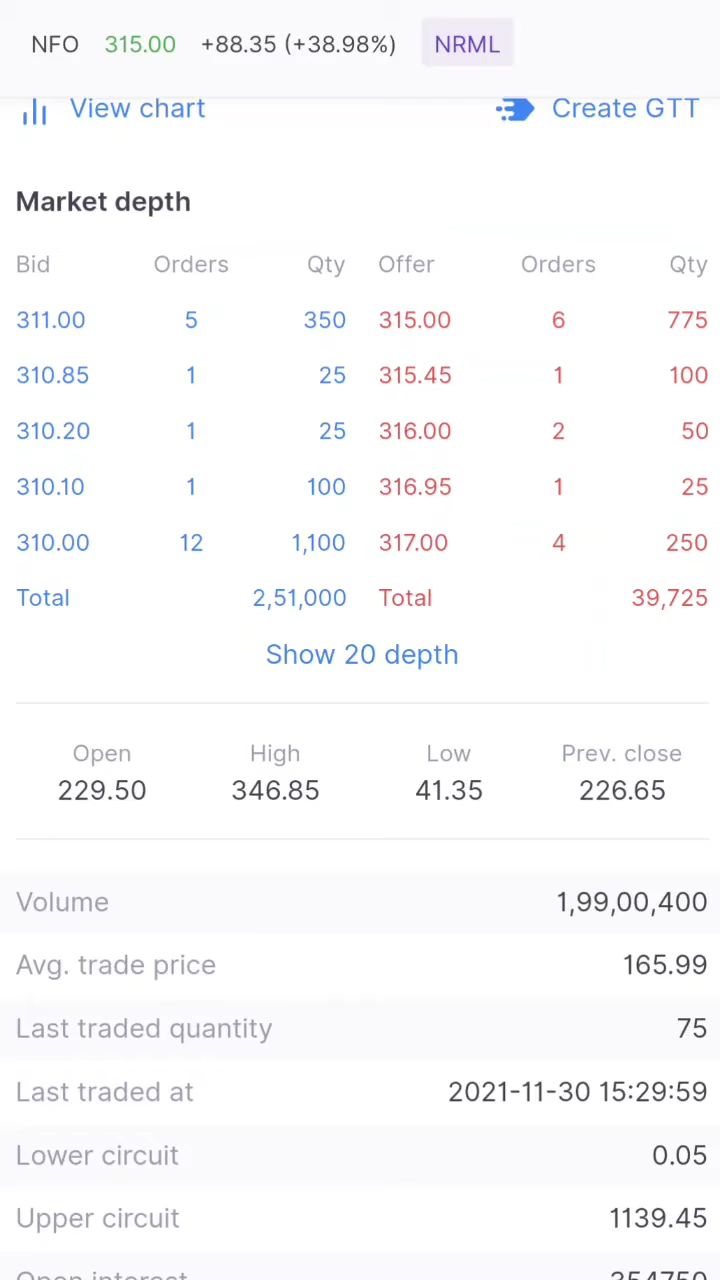 NFO 315.00 +88.35 (+38.98%) NRML
View chart Create GTT
Market depth
Bid Orders Qty Offer Orders Qty
311.00 5 350 315.00 6 775
310.85 1 25 315.45 1 100
310.20 1 25 316.00 2 50
310.10 1 100 316.95 1 25
310.00 12 1,100 317.00 4 250
Total 2,51,000 Total 39,725
Show 20 depth
Open High Low Prev. close
229.50 346.85 41.35 226.65
Volume 1,99,00,400
Avg. trade price 165.99
Last traded quantity 75
Last traded at 2021-11-30 15:29:59
Lower circuit 0.05
Upper circuit 1139.45
Open interest 354750